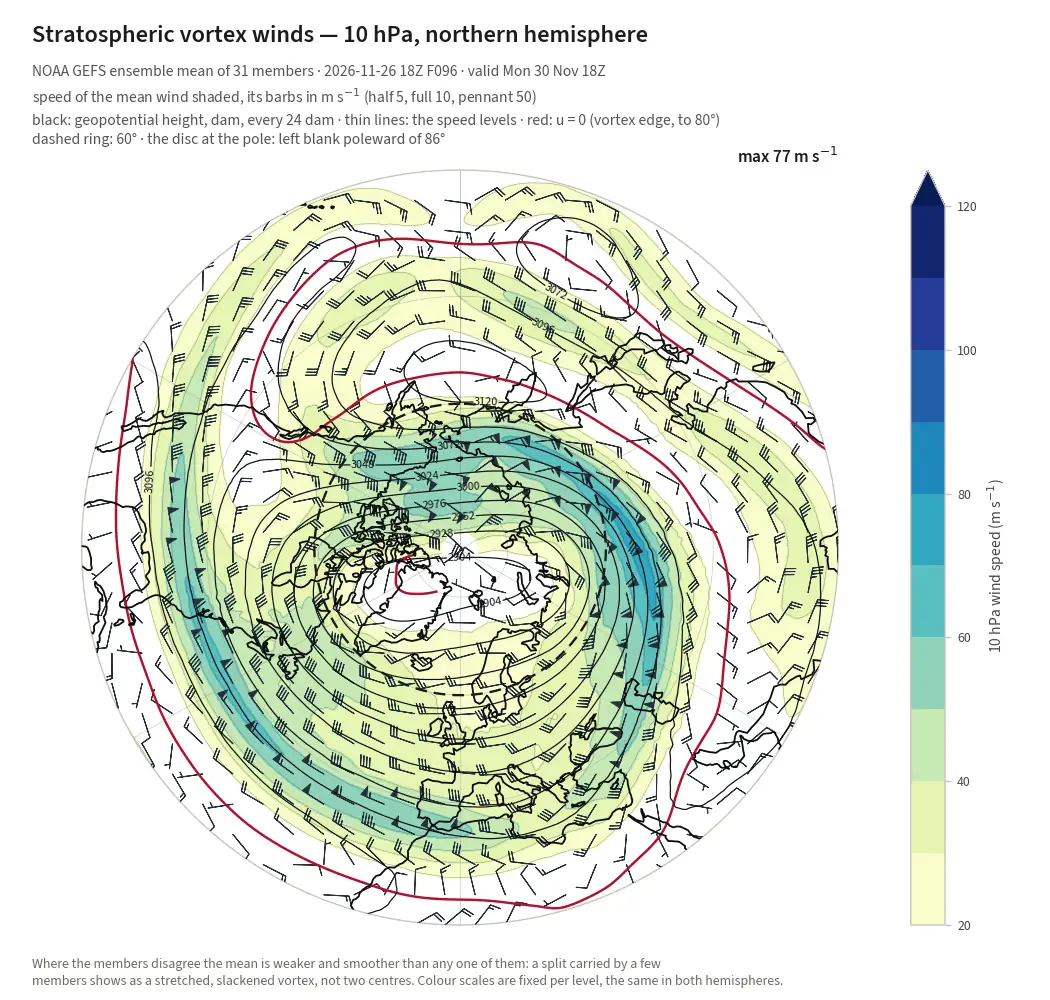 Stratospheric vortex winds — 10 hPa, northern hemisphere
NOAA GEFS ensemble mean of 31 members · 2026-11-26 18Z F096 · valid Mon 30 Nov 18Z
speed of the mean wind shaded, its barbs in m s⁻¹ (half 5, full 10, pennant 50)
black: geopotential height, dam, every 24 dam · thin lines: the speed levels · red: u = 0 (vortex edge, to 80°)
dashed ring: 60° · the disc at the pole: left blank poleward of 86°
max 77 m s⁻¹
120
100
80
60
40
20
10 hPa wind speed (m s⁻¹)
3072
3096
3120
3072
3048
3024
3000
3096
2976
2952
2928
2904
2904
Where the members disagree the mean is weaker and smoother than any one of them: a split carried by a few
members shows as a stretched, slackened vortex, not two centres. Colour scales are fixed per level, the same in both hemispheres.